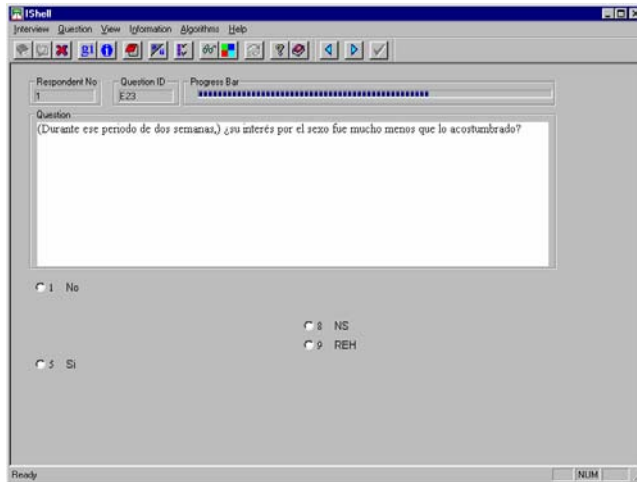 IShell
Interview Question View Information Algorithms Help
Respondent No Question ID Progress Bar
1 E23
Question
(Durante ese periodo de dos semanas,) ¿su interés por el sexo fue mucho menos que lo acostumbrado?
1 No
8 NS
9 REH
5 Si
Ready NUM